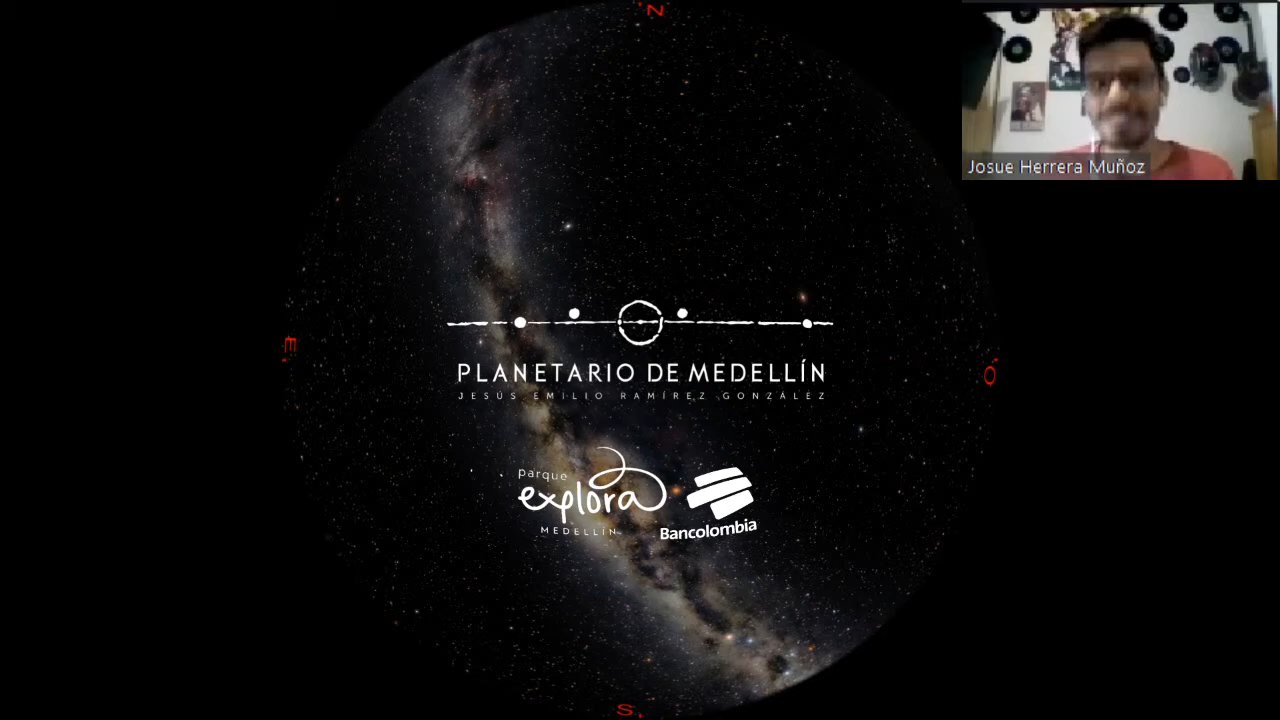 N
Josue Herrera Muñoz
E
O
PLANETARIO DE MEDELLÍN
JESÚS EMILIO RAMÍREZ GONZÁLEZ
parque
explora
MEDELLÍN
Bancolombia
S